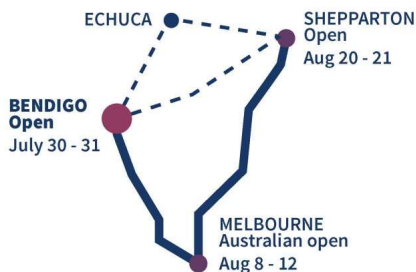 ECHUCA
SHEPPARTON
Open
Aug 20 - 21
BENDIGO
Open
July 30 - 31
MELBOURNE
Australian open
Aug 8 - 12